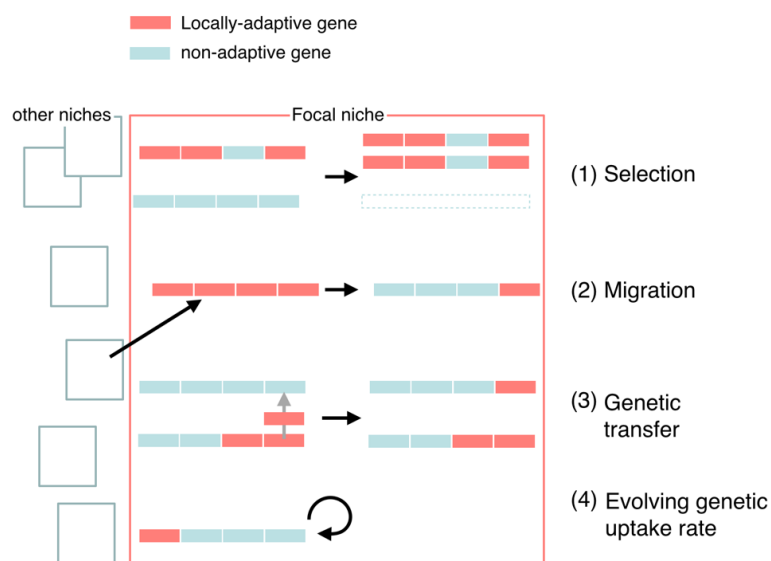 Locally-adaptive gene
non-adaptive gene
other niches
Focal niche
(1) Selection
(2) Migration
(3) Genetic
transfer
(4) Evolving genetic
uptake rate